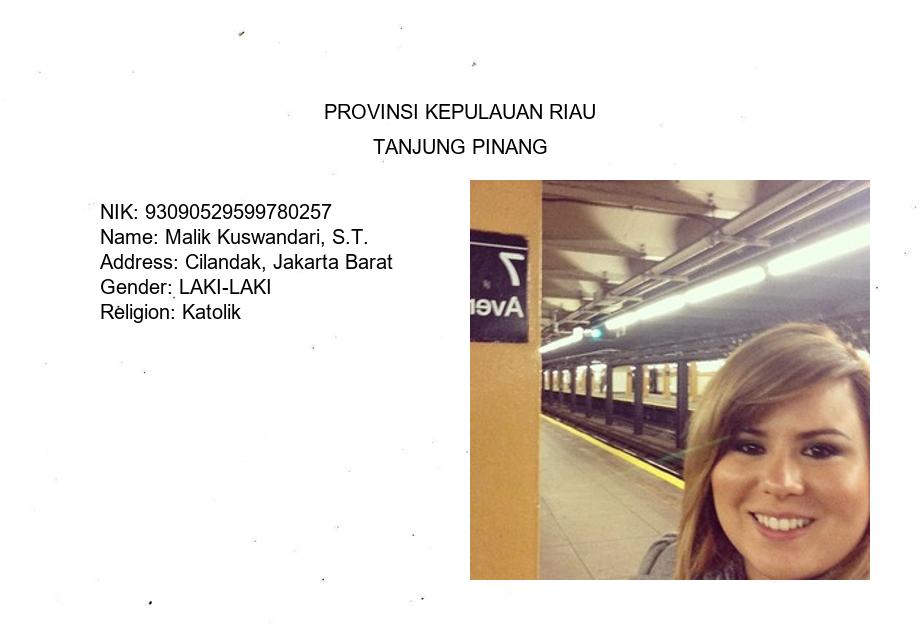 PROVINSI KEPULAUAN RIAU
TANJUNG PINANG
NIK: 93090529599780257
Name: Malik Kuswandari, S.T.
Address: Cilandak, Jakarta Barat
Gender: LAKI-LAKI
Religion: Katolik
7
Aven